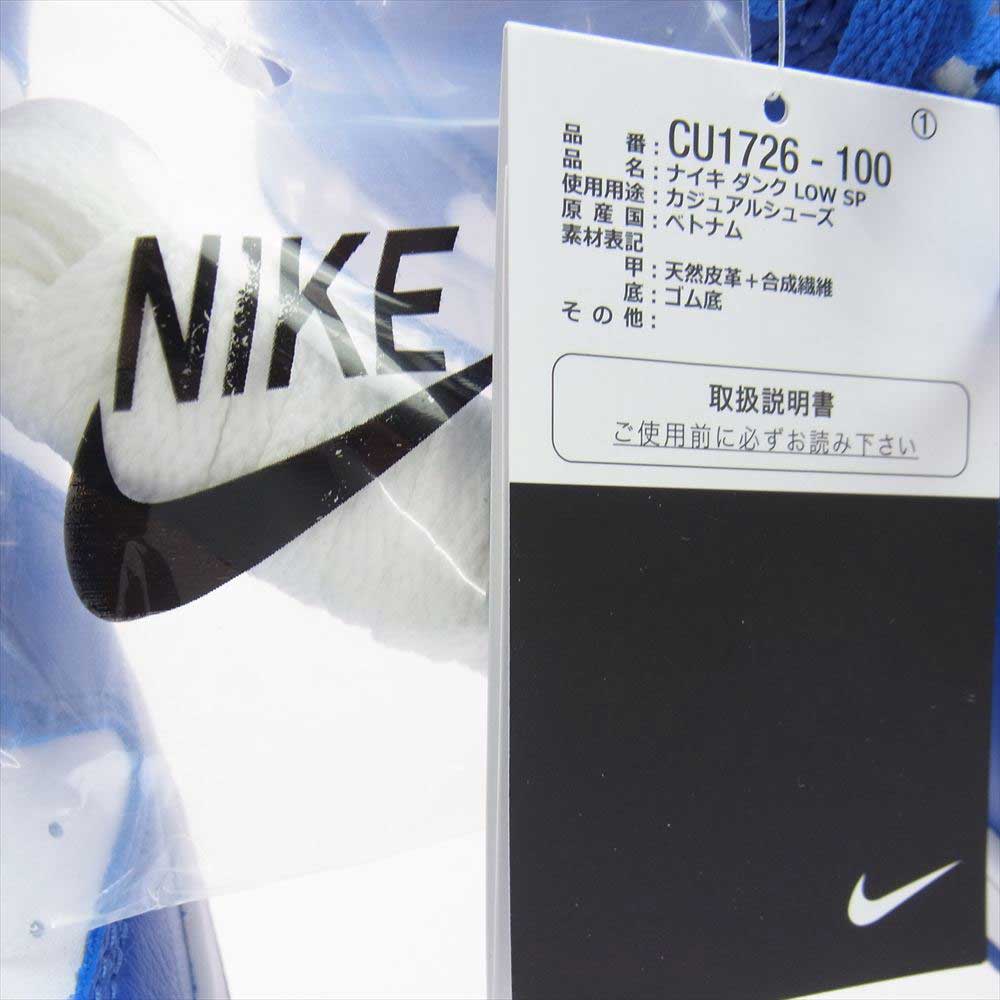 NIKE
①
品番：CU1726 - 100
品名：ナイキ ダンク LOW SP
使用用途：カジュアルシューズ
原産国：ベトナム
素材表記
甲：天然皮革＋合成繊維
底：ゴム底
その他：
取扱説明書
ご使用前に必ずお読み下さい